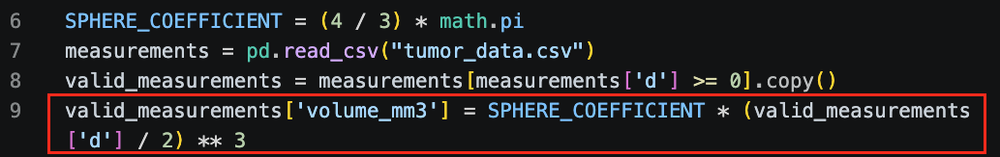 6 SPHERE_COEFFICIENT = (4 / 3) * math.pi
7 measurements = pd.read_csv("tumor_data.csv")
8 valid_measurements = measurements[measurements['d'] >= 0].copy()
9 valid_measurements['volume_mm3'] = SPHERE_COEFFICIENT * (valid_measurements
['d'] / 2) ** 3